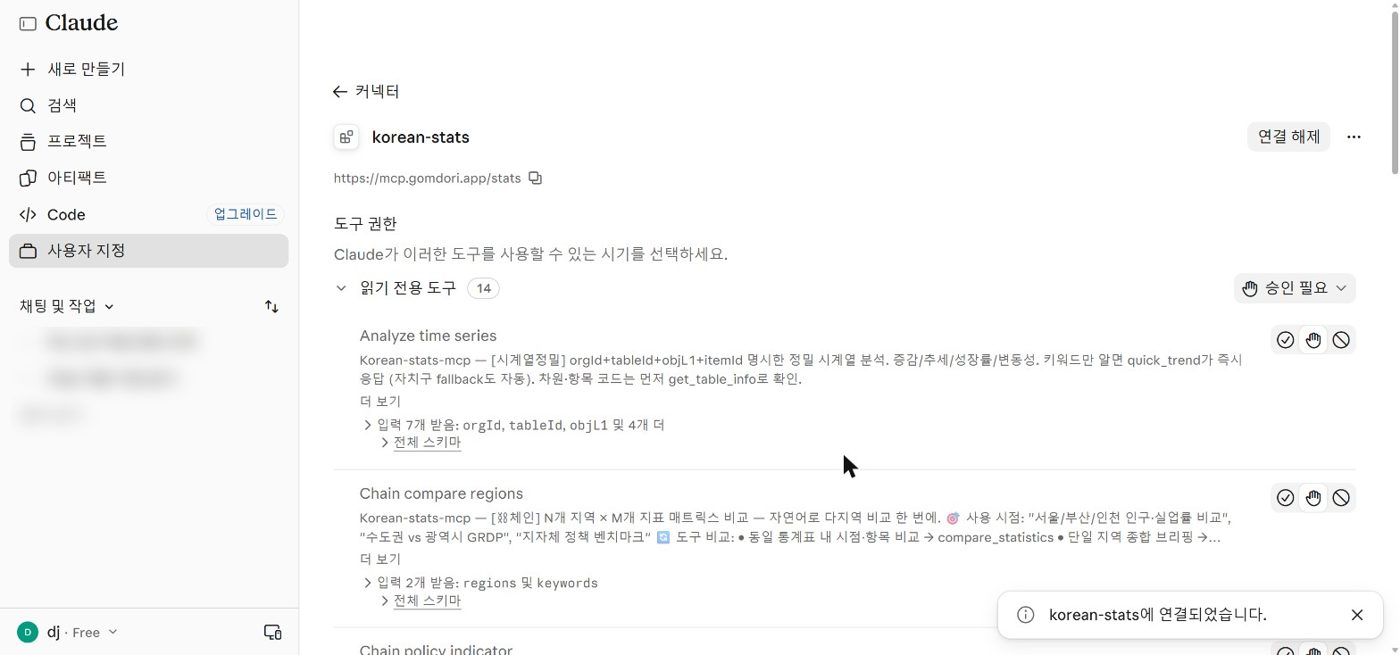 Claude
새로 만들기
검색
프로젝트
아티팩트
Code 업그레이드
사용자 지정
채팅 및 작업
D dj · Free
커넥터
korean-stats
연결 해제
https://mcp.gomdori.app/stats
도구 권한
Claude가 이러한 도구를 사용할 수 있는 시기를 선택하세요.
읽기 전용 도구 14 승인 필요
Analyze time series
Korean-stats-mcp — [시계열정밀] orgId+tableId+objL1+itemId 명시한 정밀 시계열 분석. 증감/추세/성장률/변동성. 키워드만 알면 quick_trend가 즉시
응답 (자치구 fallback도 자동). 차원·항목 코드는 먼저 get_table_info로 확인.
더 보기
입력 7개 받음: orgId, tableId, objL1 및 4개 더
전체 스키마
Chain compare regions
Korean-stats-mcp — [⛓체인] N개 지역 × M개 지표 매트릭스 비교 — 자연어로 다지역 비교 한 번에. 🎯 사용 시점: "서울/부산/인천 인구·실업률 비교",
"수도권 vs 광역시 GRDP", "지자체 정책 벤치마크" 🔄 도구 비교: • 동일 통계표 내 시점·항목 비교 → compare_statistics • 단일 지역 종합 브리핑 →...
더 보기
입력 2개 받음: regions 및 keywords
전체 스키마
Chain policy indicator
korean-stats에 연결되었습니다.